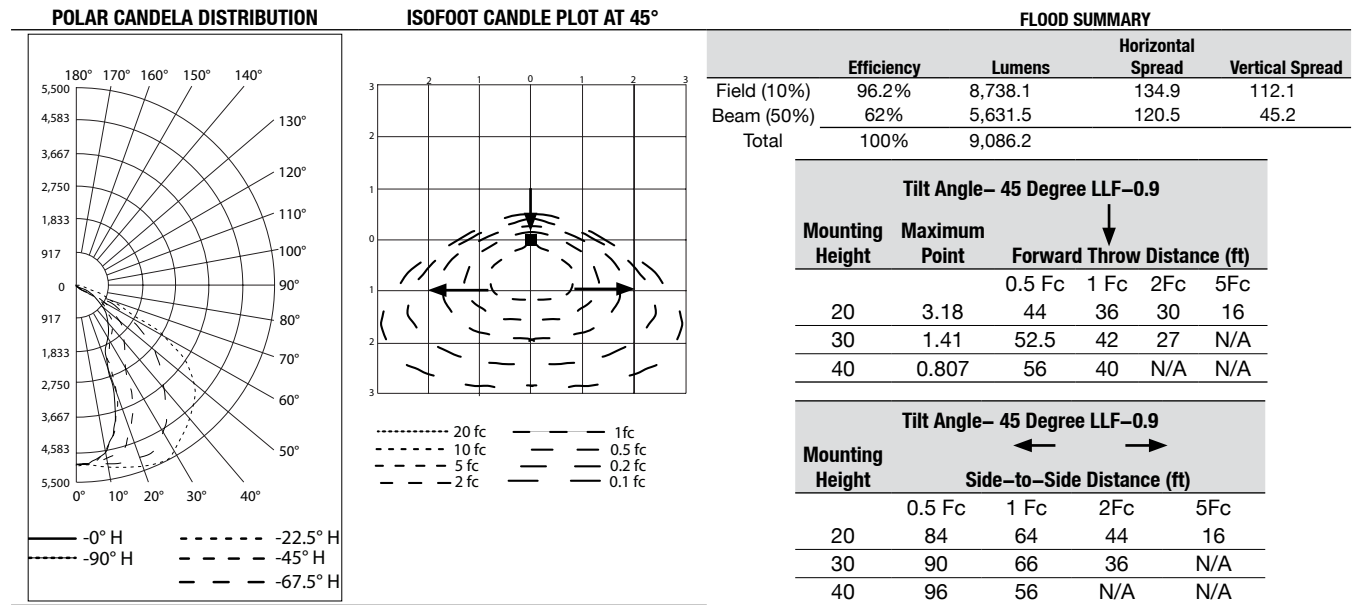 POLAR CANDELA DISTRIBUTION
180° 170° 160° 150° 140°
130°
120°
110°
100°
90°
80°
70°
60°
50°
5,500
4,583
3,667
2,750
1,833
917
0
917
1,833
2,750
3,667
4,583
5,500
0° 10° 20° 30° 40°
-0° H
-90° H
-22.5° H
-45° H
-67.5° H
ISOFOOT CANDLE PLOT AT 45°
2 1 0 1 2 3
3
2
1
0
1
2
3
20 fc
10 fc
5 fc
2 fc
1fc
0.5 fc
0.2 fc
0.1 fc
FLOOD SUMMARY
Efficiency Lumens Horizontal Spread Vertical Spread
Field (10%) 96.2% 8,738.1 134.9 112.1
Beam (50%) 62% 5,631.5 120.5 45.2
Total 100% 9,086.2
Tilt Angle– 45 Degree LLF–0.9
Mounting Height Maximum Point Forward Throw Distance (ft)
0.5 Fc 1 Fc 2Fc 5Fc
20 3.18 44 36 30 16
30 1.41 52.5 42 27 N/A
40 0.807 56 40 N/A N/A
Tilt Angle– 45 Degree LLF–0.9
Mounting Height Side–to–Side Distance (ft)
0.5 Fc 1 Fc 2Fc 5Fc
20 84 64 44 16
30 90 66 36 N/A
40 96 56 N/A N/A